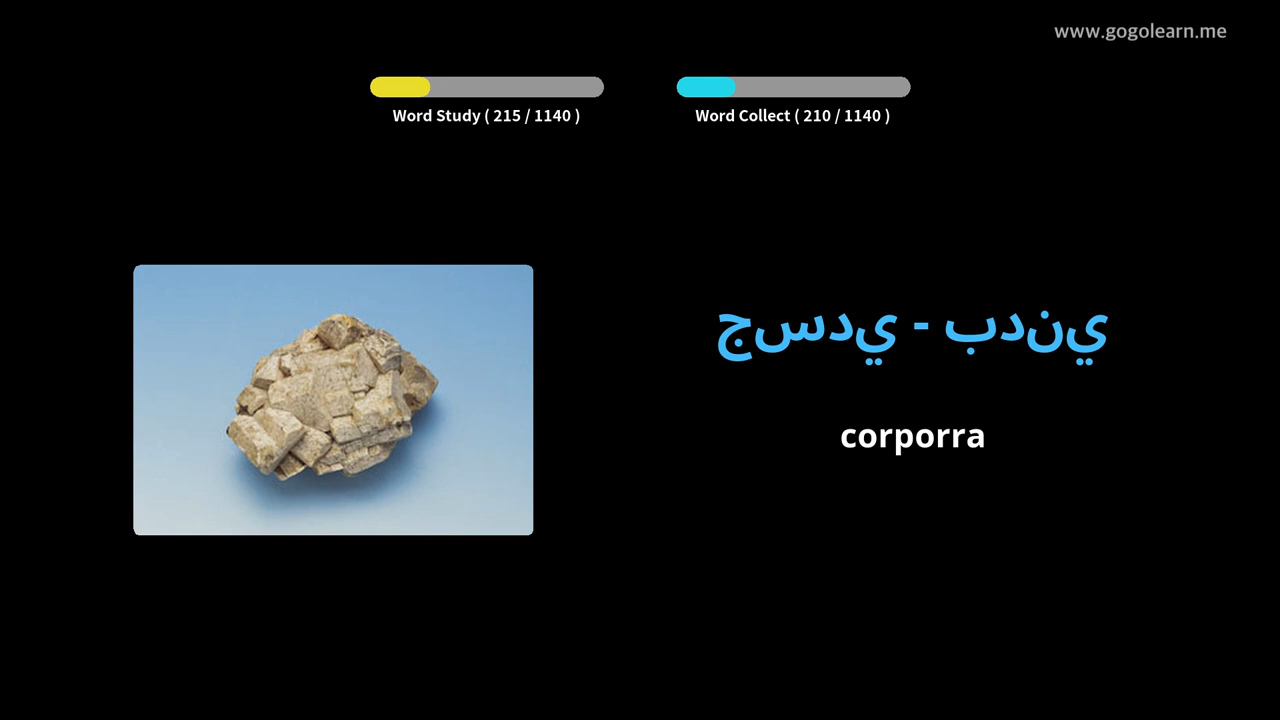 www.gogolearn.me
Word Study ( 215 / 1140 )
Word Collect ( 210 / 1140 )
جسدي - بدني
corporra